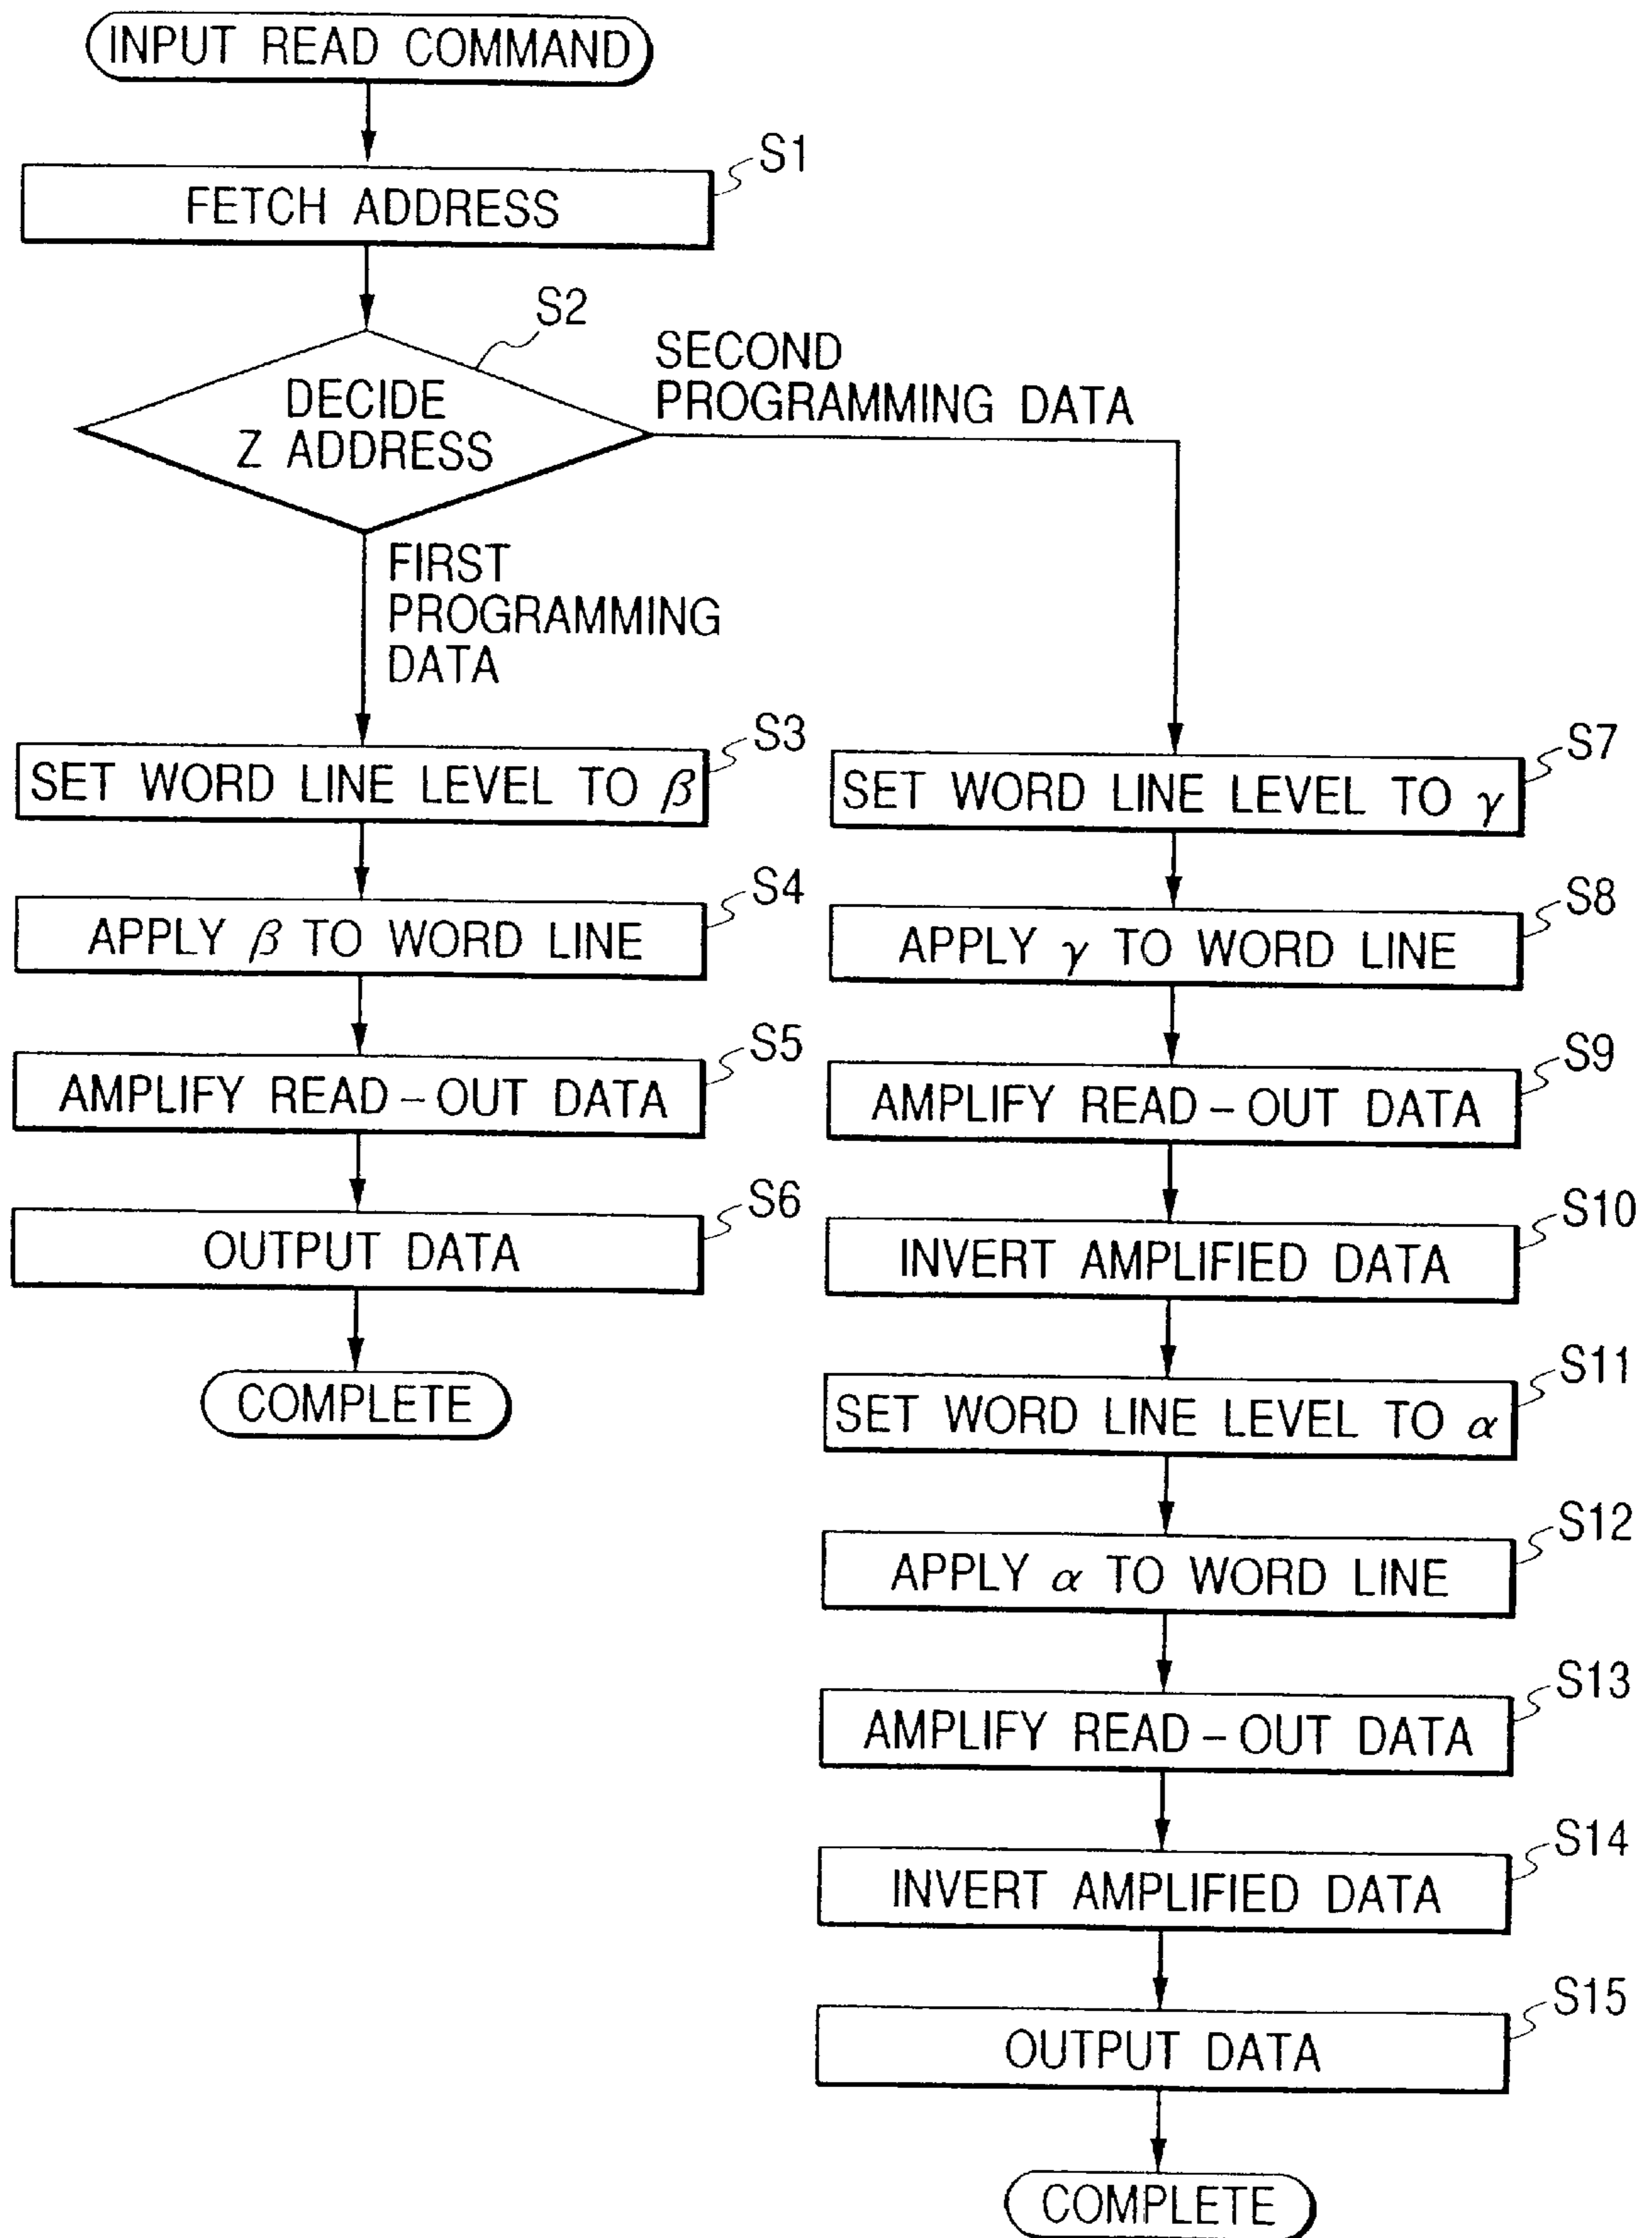 INPUT READ COMMAND
S1
FETCH ADDRESS
S2
DECIDE
Z ADDRESS
SECOND
PROGRAMMING DATA
FIRST
PROGRAMMING
DATA
S3
SET WORD LINE LEVEL TO β
S4
APPLY β TO WORD LINE
S5
AMPLIFY READ-OUT DATA
S6
OUTPUT DATA
COMPLETE
S7
SET WORD LINE LEVEL TO γ
S8
APPLY γ TO WORD LINE
S9
AMPLIFY READ-OUT DATA
S10
INVERT AMPLIFIED DATA
S11
SET WORD LINE LEVEL TO α
S12
APPLY α TO WORD LINE
S13
AMPLIFY READ-OUT DATA
S14
INVERT AMPLIFIED DATA
S15
OUTPUT DATA
COMPLETE